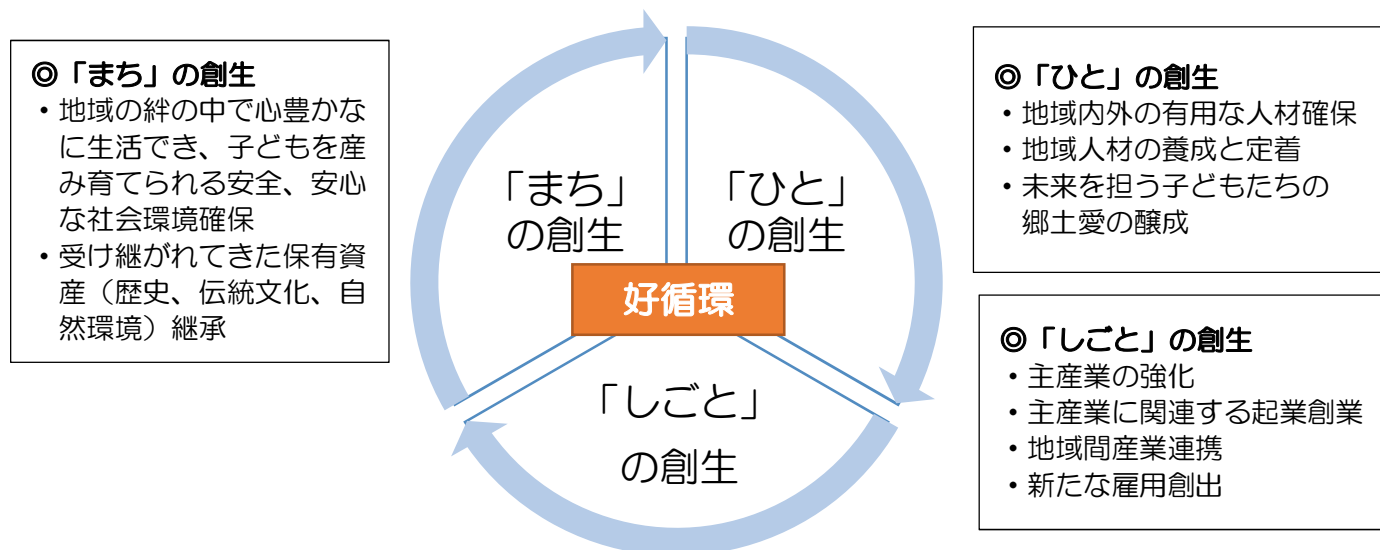 ◎「まち」の創生
・地域の絆の中で心豊かな
に生活でき、子どもを産
み育てられる安全、安心
な社会環境確保
・受け継がれてきた保有資
産（歴史、伝統文化、自
然環境）継承
「まち」
の創生
「ひと」
の創生
好循環
「しごと」
の創生
◎「ひと」の創生
・地域内外の有用な人材確保
・地域人材の養成と定着
・未来を担う子どもたちの
郷土愛の醸成
◎「しごと」の創生
・主産業の強化
・主産業に関連する起業創業
・地域間産業連携
・新たな雇用創出